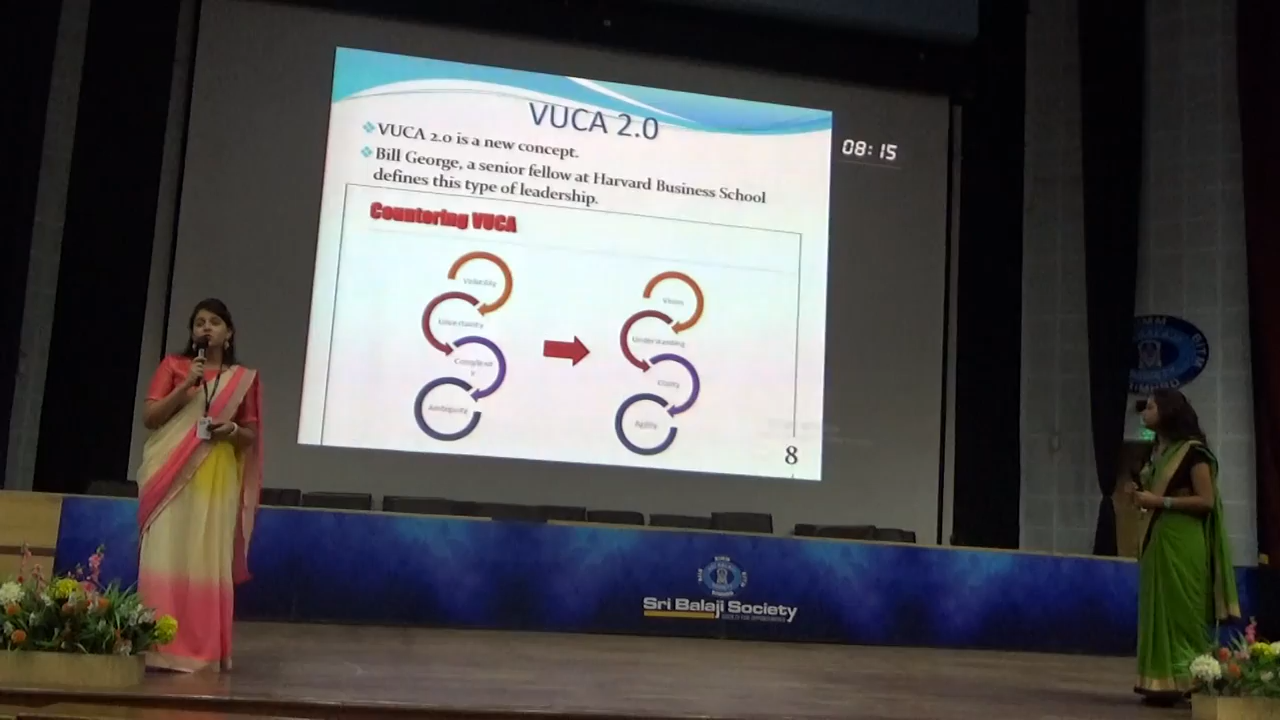 VUCA 2.0
VUCA 2.0 is a new concept.
Bill George, a senior fellow at Harvard Business School
defines this type of leadership.
08:15
Countering VUCA
Volatility
Uncertainty
Complexit
y
Ambiguity
Vision
Understanding
Clarity
Agility
8
Sri Balaji Society